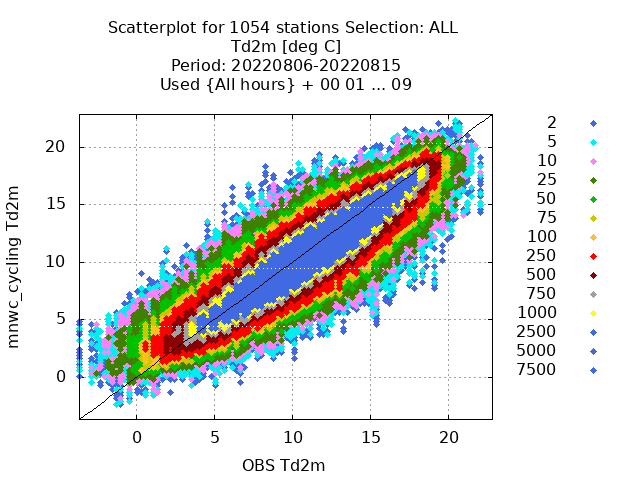 Scatterplot for 1054 stations Selection: ALL
Td2m [deg C]
Period: 20220806-20220815
Used {All hours} + 00 01 ... 09
2
5
10
25
50
75
100
250
500
750
1000
2500
5000
7500
20
15
10
5
0
mnwc_cycling Td2m
0 5 10 15 20
OBS Td2m